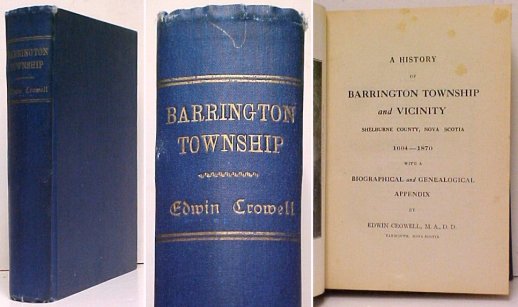 BARRINGTON
TOWNSHIP
Edwin Crowell
BARRINGTON
TOWNSHIP
Edwin Crowell
A HISTORY
OF
BARRINGTON TOWNSHIP
and VICINITY
SHELBURNE COUNTY, NOVA SCOTIA
1604—1870
WITH A
BIOGRAPHICAL and GENEALOGICAL
APPENDIX
BY
EDWIN CROWELL, M. A., D. D.
YARMOUTH, NOVA SCOTIA